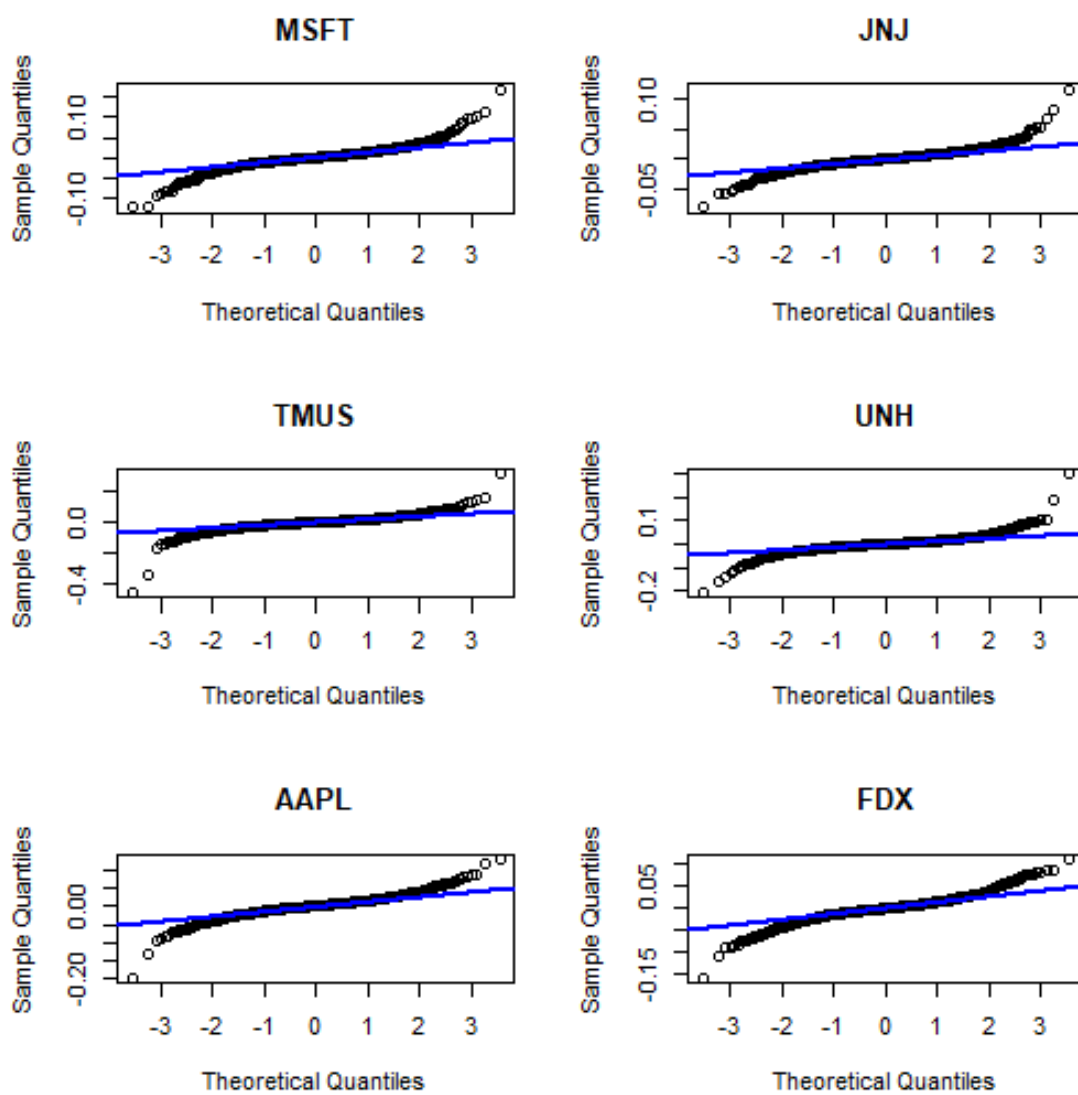 MSFT
Sample Quantiles
0.10
-0.10
-3 -2 -1 0 1 2 3
Theoretical Quantiles
JNJ
Sample Quantiles
0.10
-0.05
-3 -2 -1 0 1 2 3
Theoretical Quantiles
TMUS
Sample Quantiles
0.0
-0.4
-3 -2 -1 0 1 2 3
Theoretical Quantiles
UNH
Sample Quantiles
0.1
-0.2
-3 -2 -1 0 1 2 3
Theoretical Quantiles
AAPL
Sample Quantiles
0.00
-0.20
-3 -2 -1 0 1 2 3
Theoretical Quantiles
FDX
Sample Quantiles
0.05
-0.15
-3 -2 -1 0 1 2 3
Theoretical Quantiles